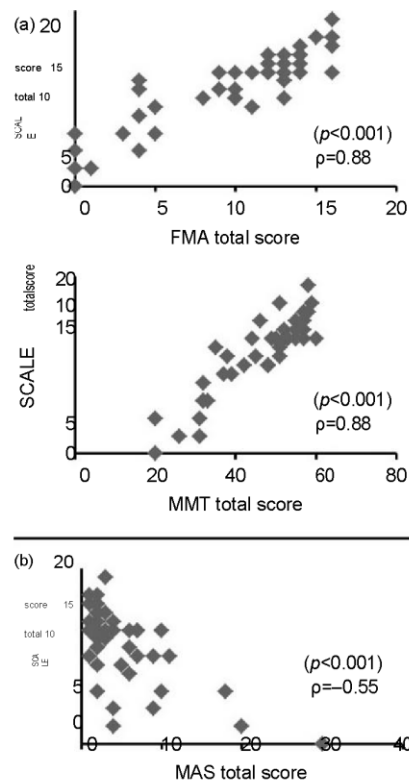 (a)
20
score 15
total 10
SCAL
E
5
0
(p<0.001)
ρ=0.88
0 5 10 15 20
FMA total score
totalscore
20
10
15
SCALE
5
0
(p<0.001)
ρ=0.88
0 20 40 60 80
MMT total score
(b)
20
score 15
total 10
SCA
LE
5
0
(p<0.001)
ρ=–0.55
0 10 20 30 40
MAS total score